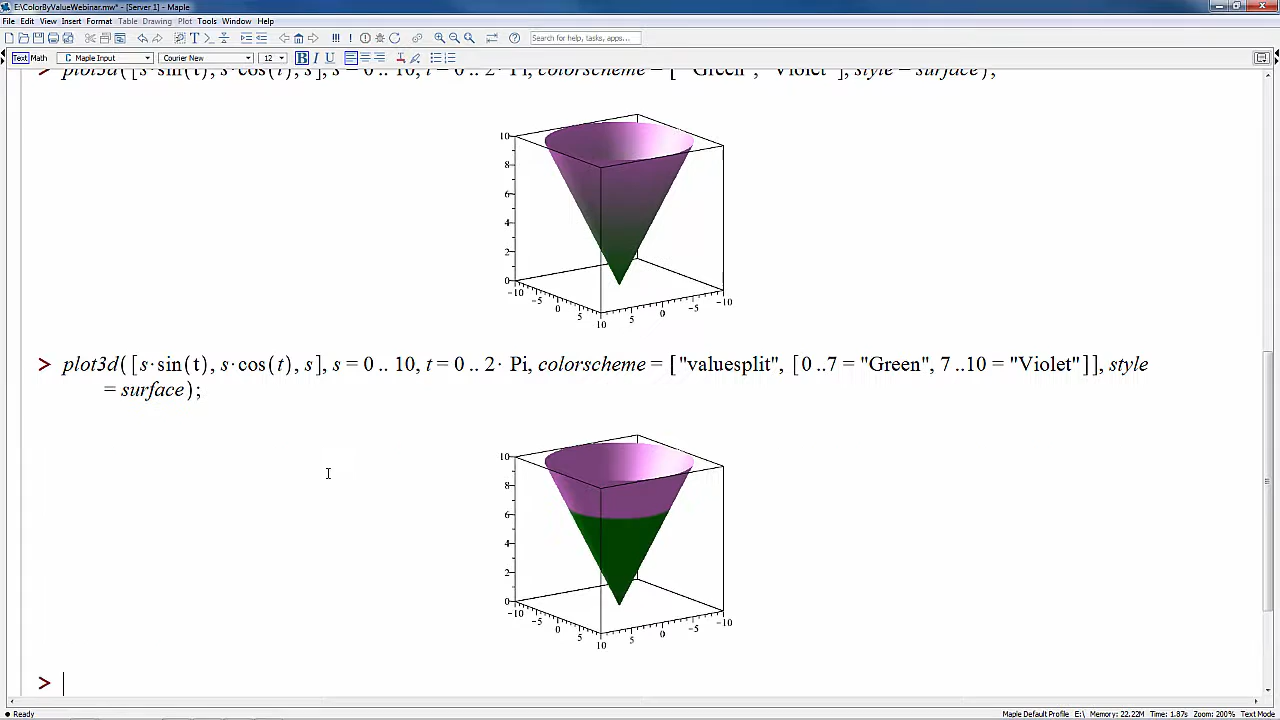 E:\ColorByValueWebinar.mw* - [Server 1] - Maple
File Edit View Insert Format Table Drawing Plot Tools Window Help
Search for help, tasks, apps...
Text Math Maple Input Courier New 12 B I U
> plot3d([s·sin(t), s·cos(t), s], s = 0 .. 10, t = 0 .. 2· Pi, colorscheme = [ "Green", "Violet" ], style = surface);
10
8
6
4
2
0
-10 -5 0 5 10 5 0 -5 -10
> plot3d([s·sin(t), s·cos(t), s], s = 0 .. 10, t = 0 .. 2· Pi, colorscheme = ["valuesplit", [0 ..7 = "Green", 7 ..10 = "Violet"]], style
= surface);
10
8
6
4
2
0
-10 -5 0 5 10 5 0 -5 -10
>
Ready Maple Default Profile E:\ Memory: 22.22M Time: 1.87s Zoom: 200% Text Mode